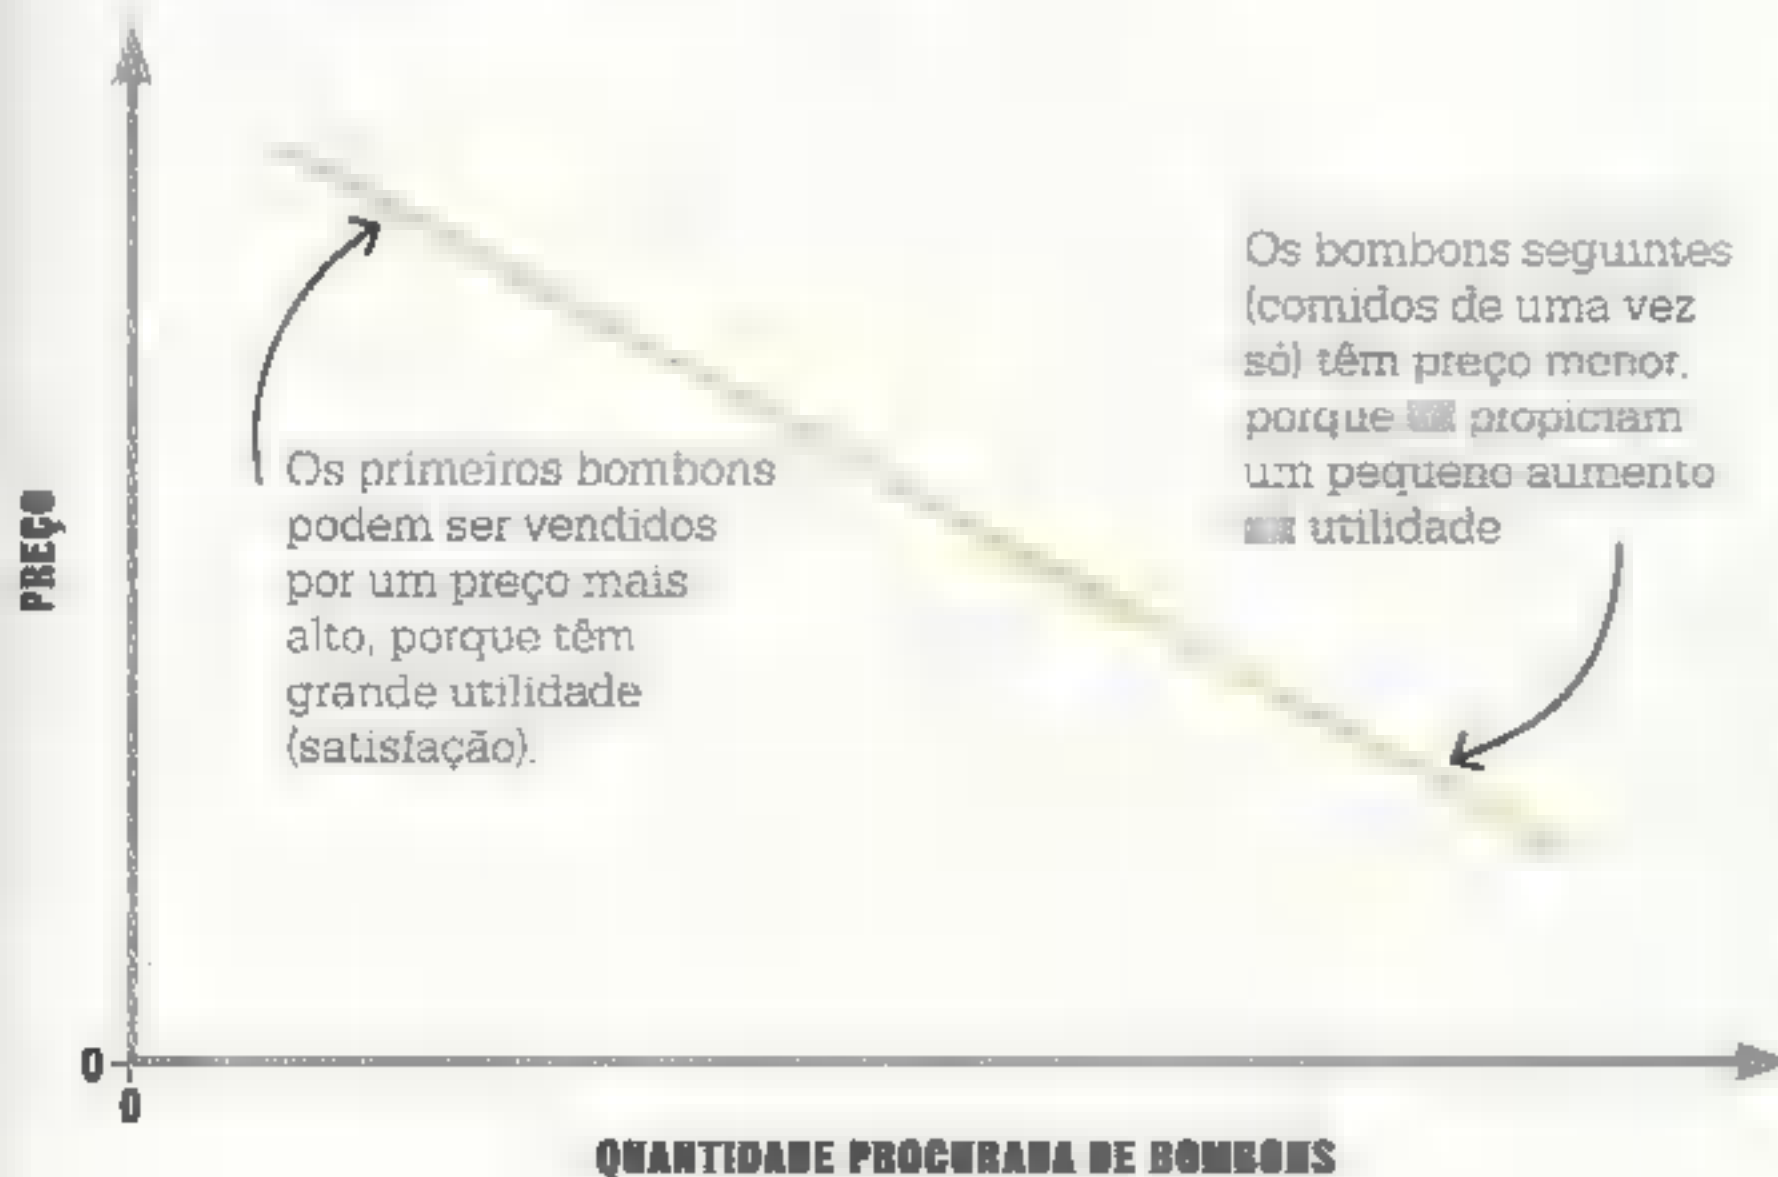 PREÇO
Os primeiros bombons
podem ser vendidos
por um preço mais
alto, porque têm
grande utilidade
(satisfação).
Os bombons seguintes
(comidos de uma vez
só) têm preço menor,
porque propiciam
um pequeno aumento
utilidade
0
0
QUANTIDADE PROCURADA DE BOMBONS